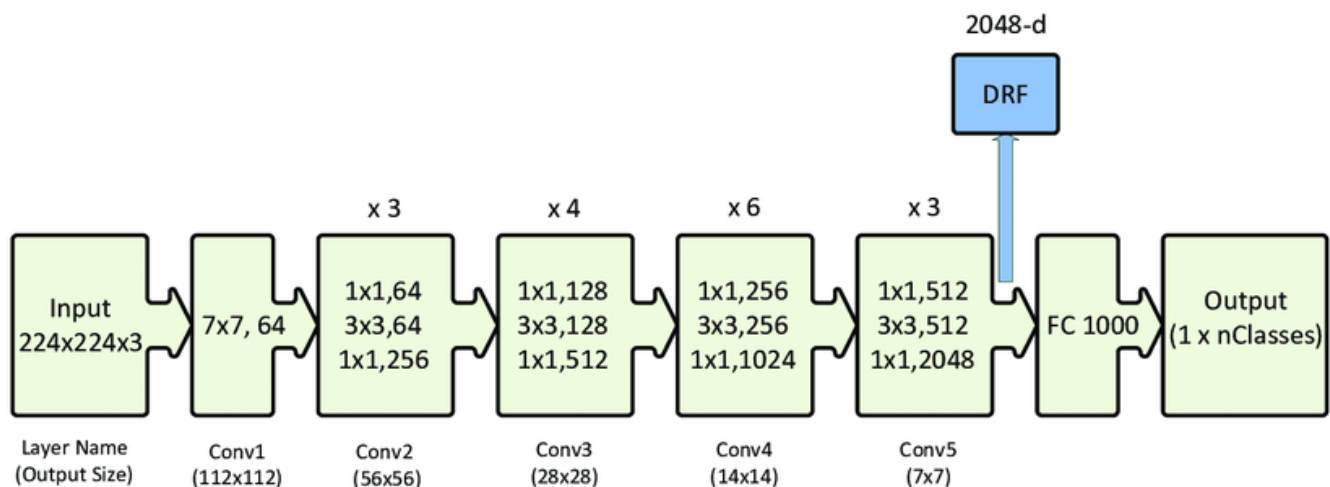 2048-d
DRF
x 3
x 4
x 6
x 3
Input
224x224x3
7x7, 64
1x1,64
3x3,64
1x1,256
1x1,128
3x3,128
1x1,512
1x1,256
3x3,256
1x1,1024
1x1,512
3x3,512
1x1,2048
FC 1000
Output
(1 x nClasses)
Layer Name
(Output Size)
Conv1
(112x112)
Conv2
(56x56)
Conv3
(28x28)
Conv4
(14x14)
Conv5
(7x7)